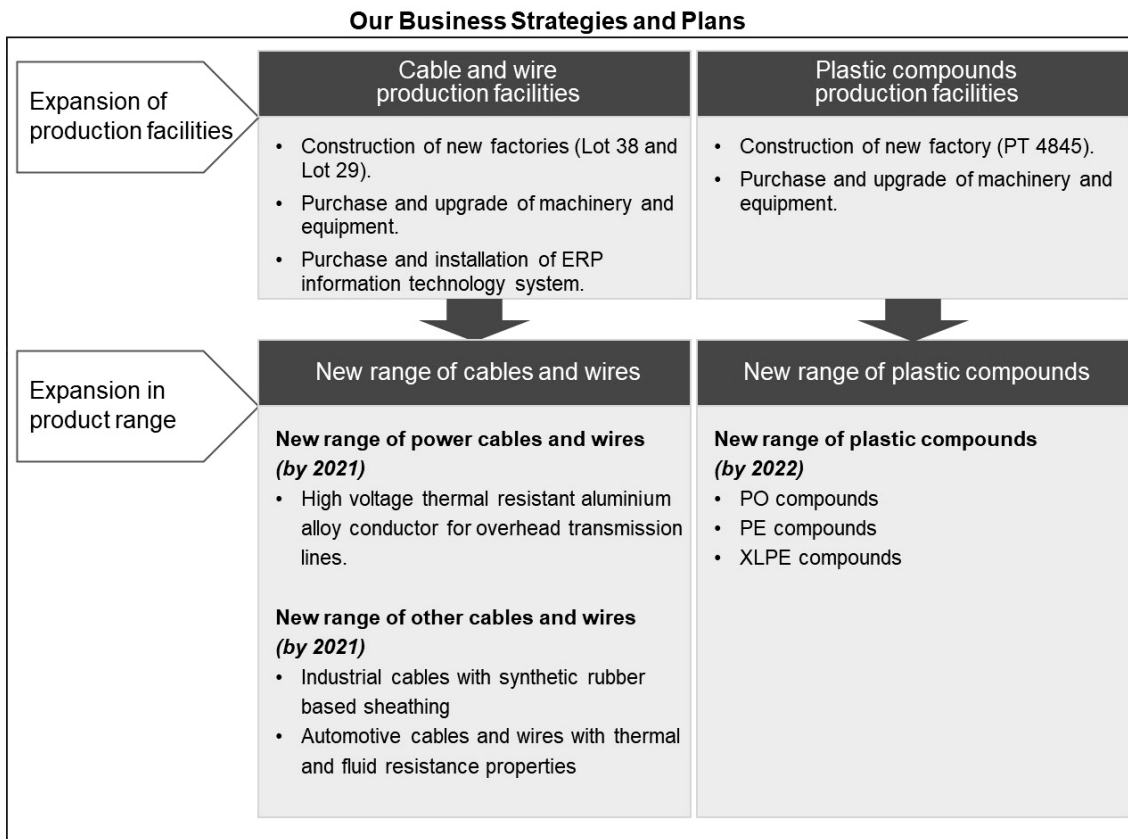 Our Business Strategies and Plans
Expansion of
production facilities
Cable and wire
production facilities
• Construction of new factories (Lot 38 and
Lot 29).
• Purchase and upgrade of machinery and
equipment.
• Purchase and installation of ERP
information technology system.
Plastic compounds
production facilities
• Construction of new factory (PT 4845).
• Purchase and upgrade of machinery and
equipment.
Expansion in
product range
New range of cables and wires
New range of power cables and wires
(by 2021)
• High voltage thermal resistant aluminium
alloy conductor for overhead transmission
lines.
New range of other cables and wires
(by 2021)
• Industrial cables with synthetic rubber
based sheathing
• Automotive cables and wires with thermal
and fluid resistance properties
New range of plastic compounds
New range of plastic compounds
(by 2022)
• PO compounds
• PE compounds
• XLPE compounds